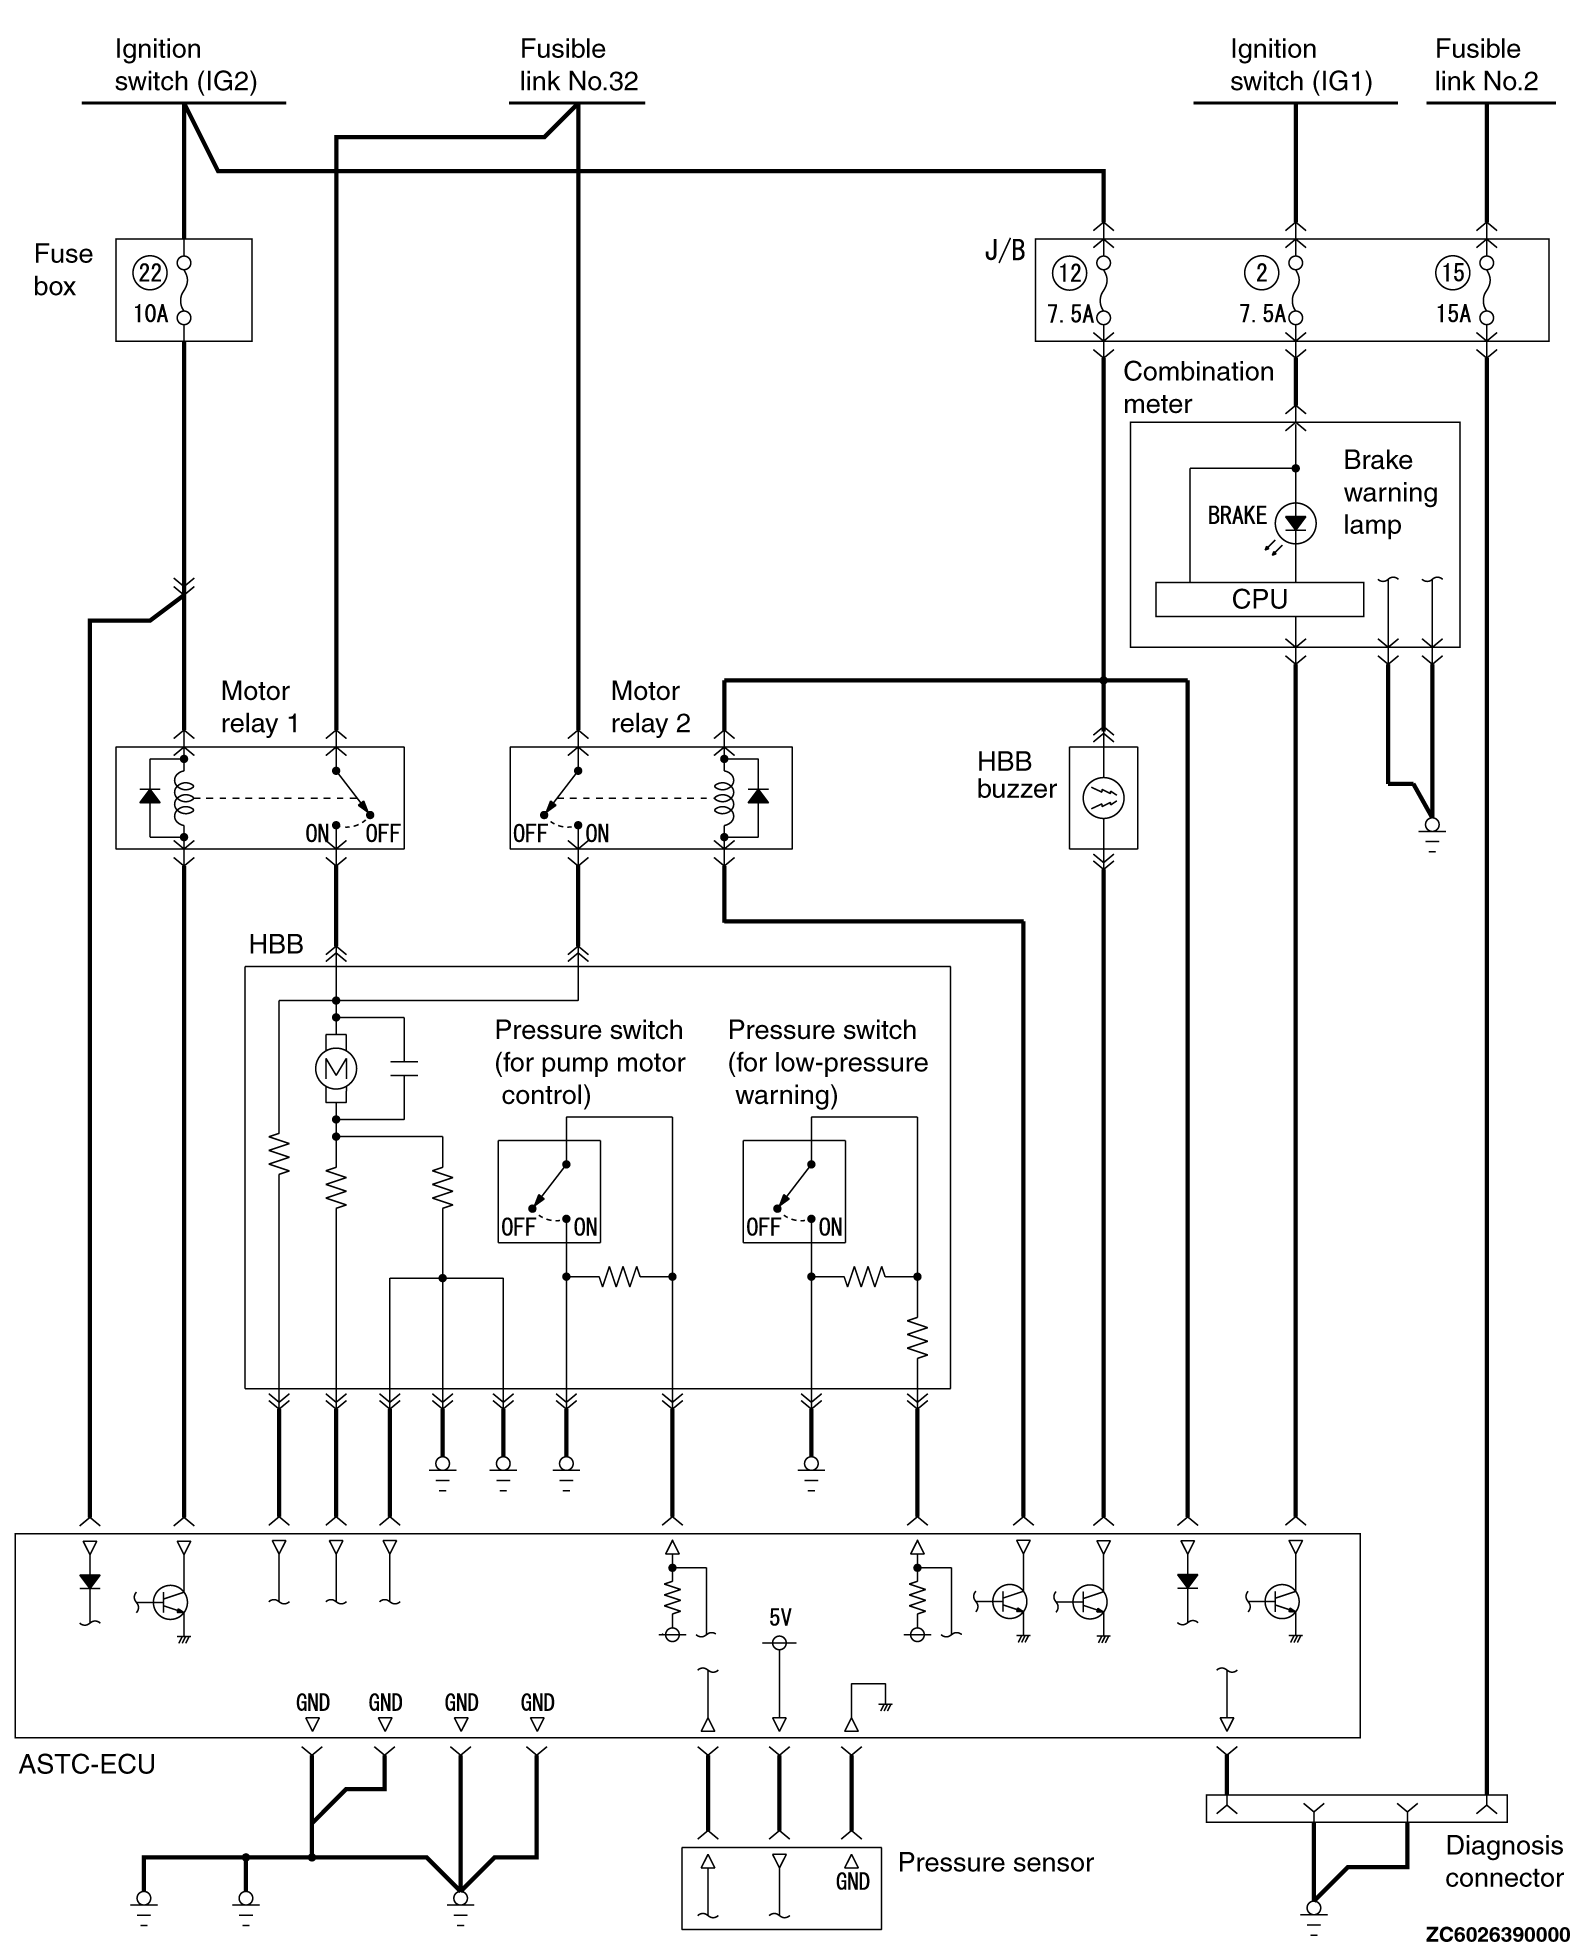 Ignition
switch (IG2)
Fusible
link No.32
Ignition
switch (IG1)
Fusible
link No.2
Fuse
box
22
10A
J/B
12
7.5A
2
7.5A
15
15A
Combination
meter
Brake
warning
lamp
BRAKE
CPU
Motor
relay 1
Motor
relay 2
HBB
buzzer
ON
OFF
OFF
ON
HBB
M
Pressure switch
(for pump motor
control)
Pressure switch
(for low-pressure
warning)
OFF
ON
OFF
ON
5V
GND
GND
GND
GND
ASTC-ECU
Pressure sensor
GND
Diagnosis
connector
ZC6026390000